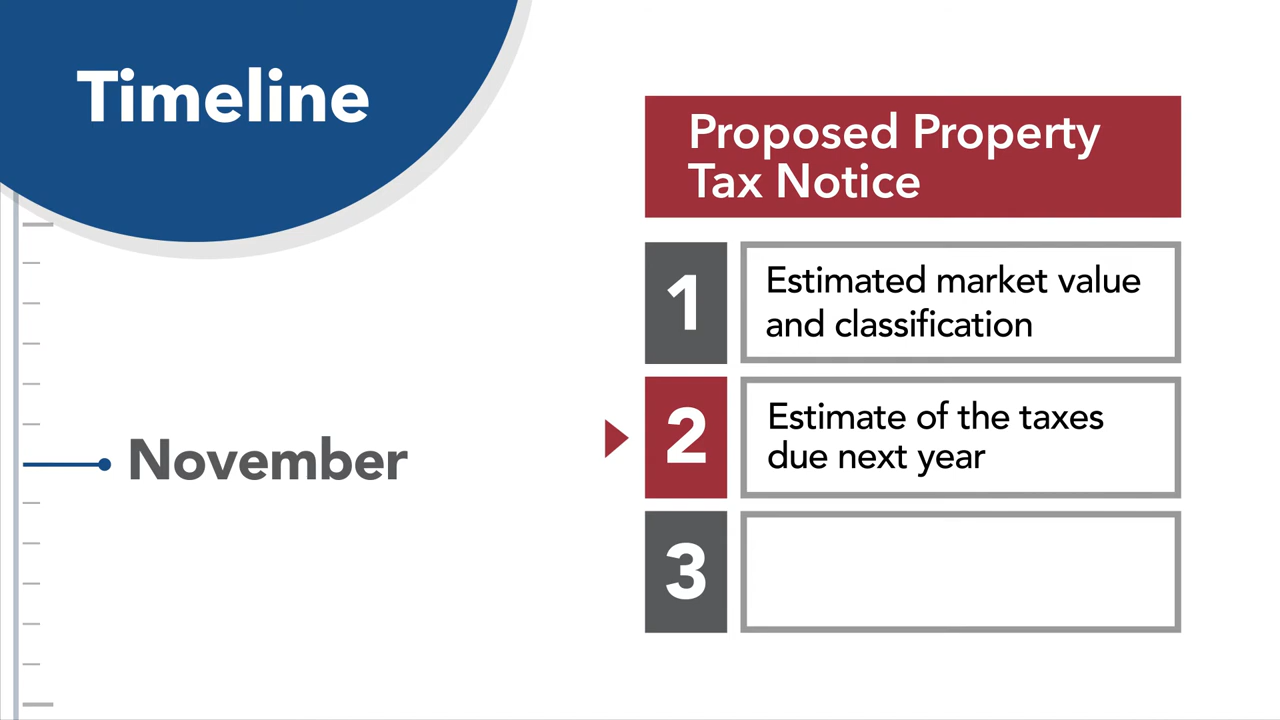 Timeline
Proposed Property
Tax Notice
1
Estimated market value
and classification
2
Estimate of the taxes
due next year
November
3